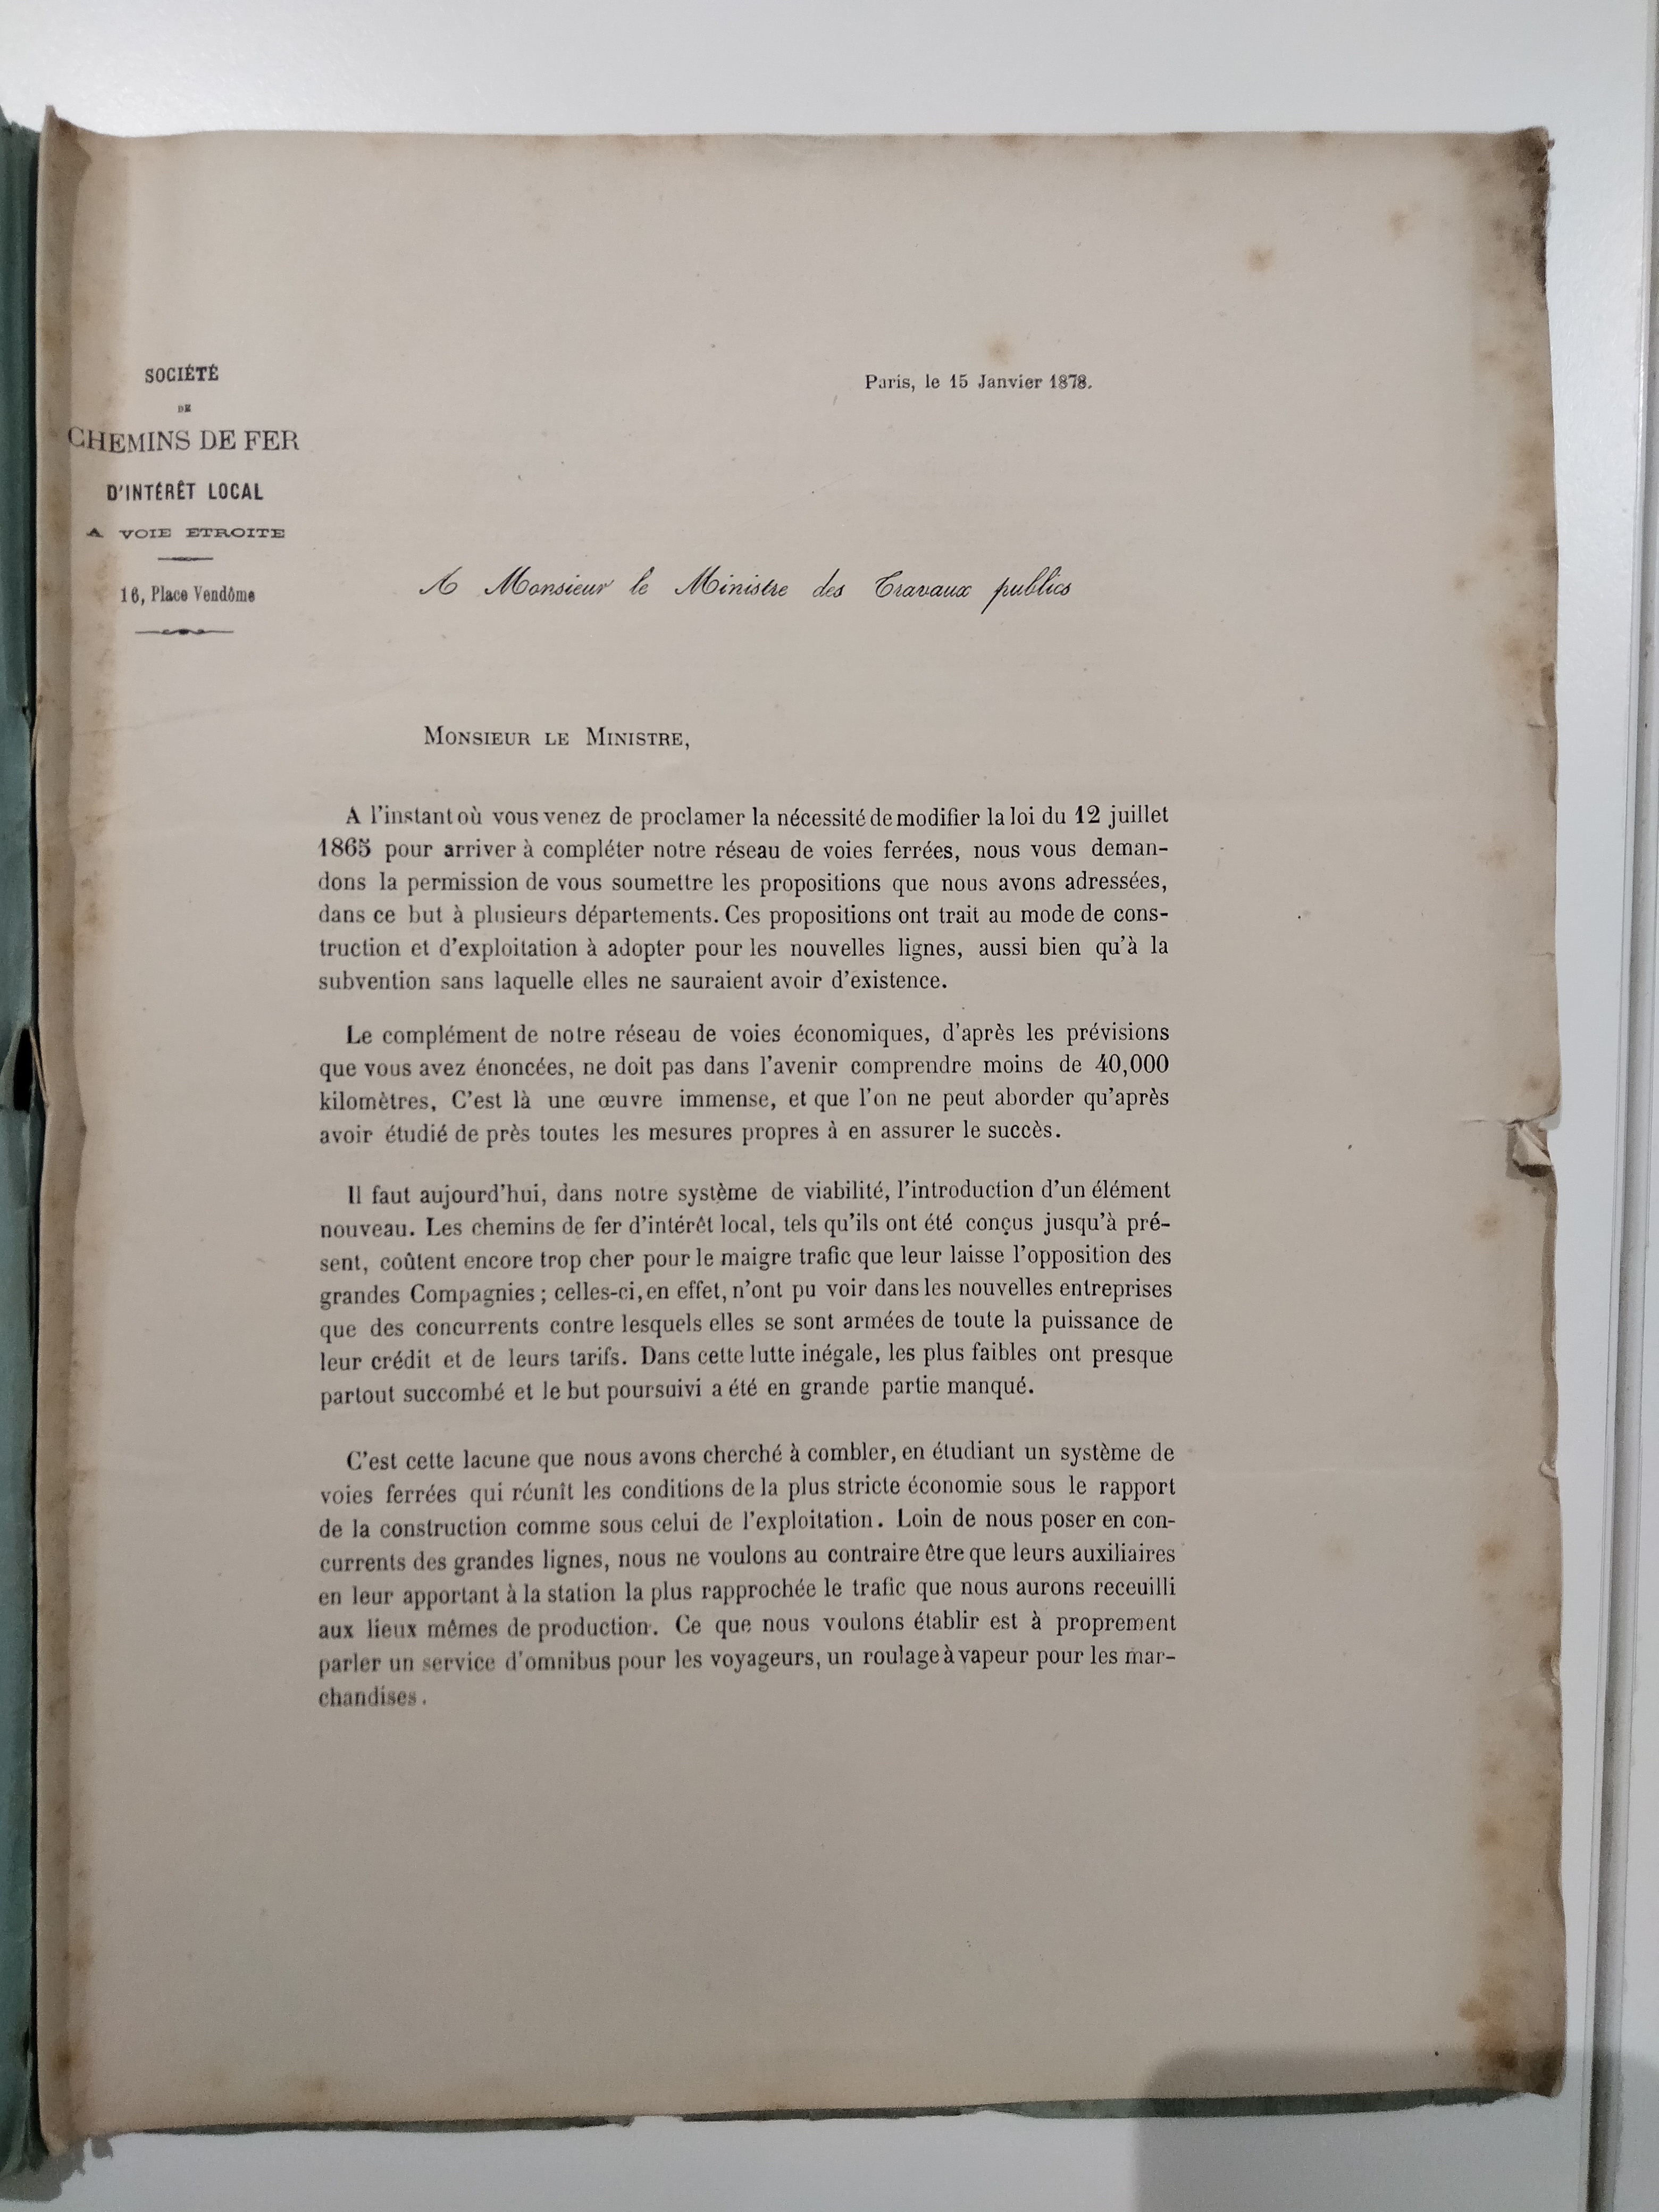 SOCIÉTÉ
DE
CHEMINS DE FER
D'INTÉRÊT LOCAL
A VOIE ETROITE
16, Place Vendôme
Paris, le 15 Janvier 1878.
A Monsieur le Ministre des Travaux publics
MONSIEUR LE MINISTRE,
A l'instant où vous venez de proclamer la nécessité de modifier la loi du 12 juillet
1865 pour arriver à compléter notre réseau de voies ferrées, nous vous deman-
dons la permission de vous soumettre les propositions que nous avons adressées,
dans ce but à plusieurs départements. Ces propositions ont trait au mode de cons-
truction et d'exploitation à adopter pour les nouvelles lignes, aussi bien qu'à la
subvention sans laquelle elles ne sauraient avoir d'existence.
Le complément de notre réseau de voies économiques, d'après les prévisions
que vous avez énoncées, ne doit pas dans l'avenir comprendre moins de 40,000
kilomètres, C'est là une œuvre immense, et que l'on ne peut aborder qu'après
avoir étudié de près toutes les mesures propres à en assurer le succès.
Il faut aujourd'hui, dans notre système de viabilité, l'introduction d'un élément
nouveau. Les chemins de fer d'intérêt local, tels qu'ils ont été conçus jusqu'à pré-
sent, coûtent encore trop cher pour le maigre trafic que leur laisse l'opposition des
grandes Compagnies ; celles-ci, en effet, n'ont pu voir dans les nouvelles entreprises
que des concurrents contre lesquels elles se sont armées de toute la puissance de
leur crédit et de leurs tarifs. Dans cette lutte inégale, les plus faibles ont presque
partout succombé et le but poursuivi a été en grande partie manqué.
C'est cette lacune que nous avons cherché à combler, en étudiant un système de
voies ferrées qui réunît les conditions de la plus stricte économie sous le rapport
de la construction comme sous celui de l'exploitation. Loin de nous poser en con-
currents des grandes lignes, nous ne voulons au contraire être que leurs auxiliaires
en leur apportant à la station la plus rapprochée le trafic que nous aurons receuilli
aux lieux mêmes de production. Ce que nous voulons établir est à proprement
parler un service d'omnibus pour les voyageurs, un roulage à vapeur pour les mar-
chandises.